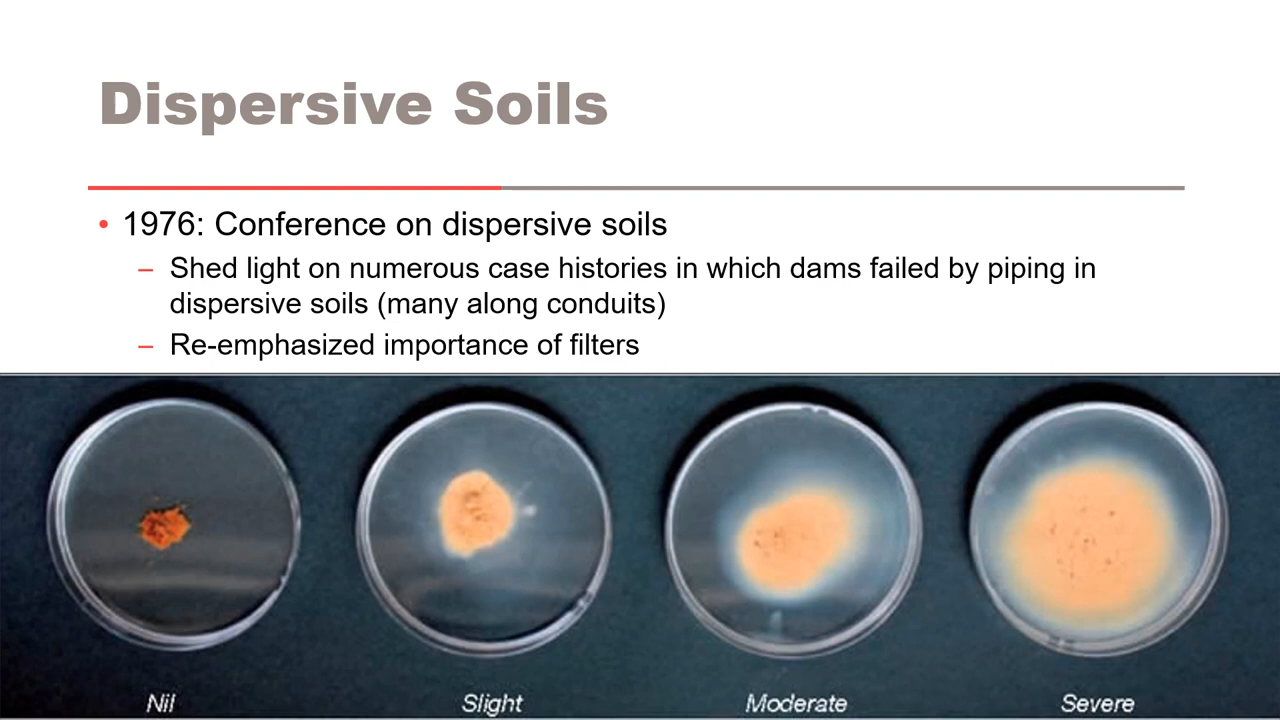 Dispersive Soils
• 1976: Conference on dispersive soils
– Shed light on numerous case histories in which dams failed by piping in
dispersive soils (many along conduits)
– Re-emphasized importance of filters
Nil
Slight
Moderate
Severe